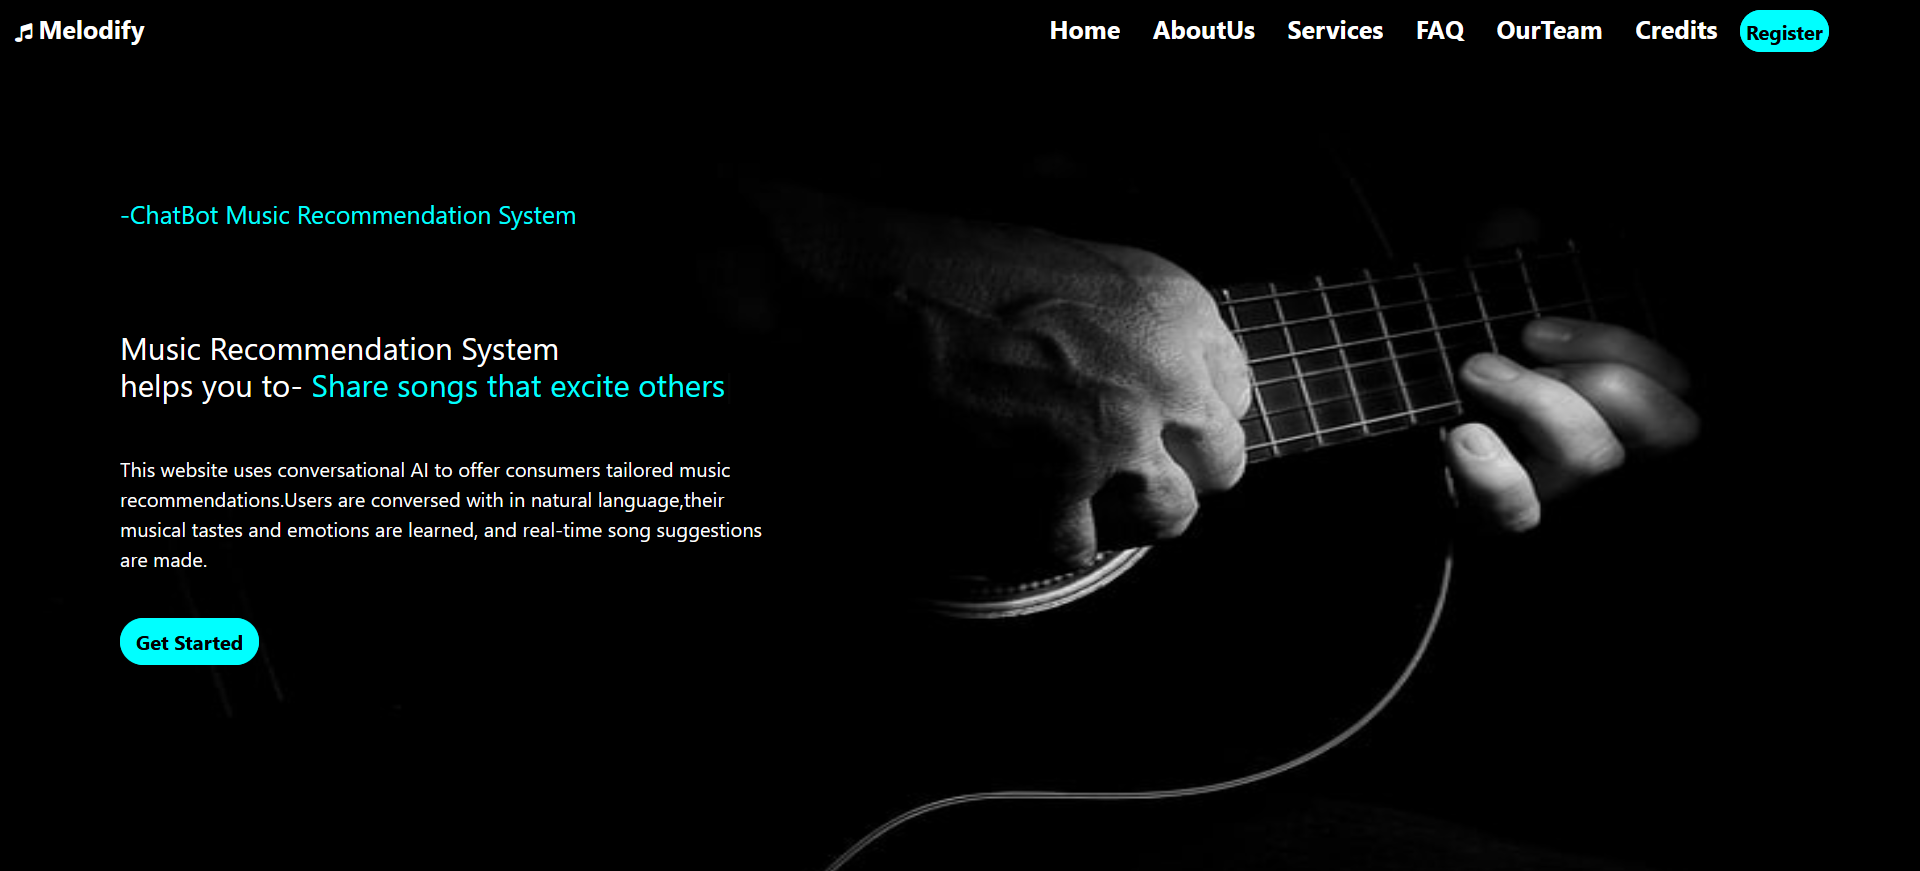 Melodify
Home AboutUs Services FAQ OurTeam Credits Register
-ChatBot Music Recommendation System
Music Recommendation System
helps you to- Share songs that excite others
This website uses conversational AI to offer consumers tailored music
recommendations.Users are conversed with in natural language,their
musical tastes and emotions are learned, and real-time song suggestions
are made.
Get Started